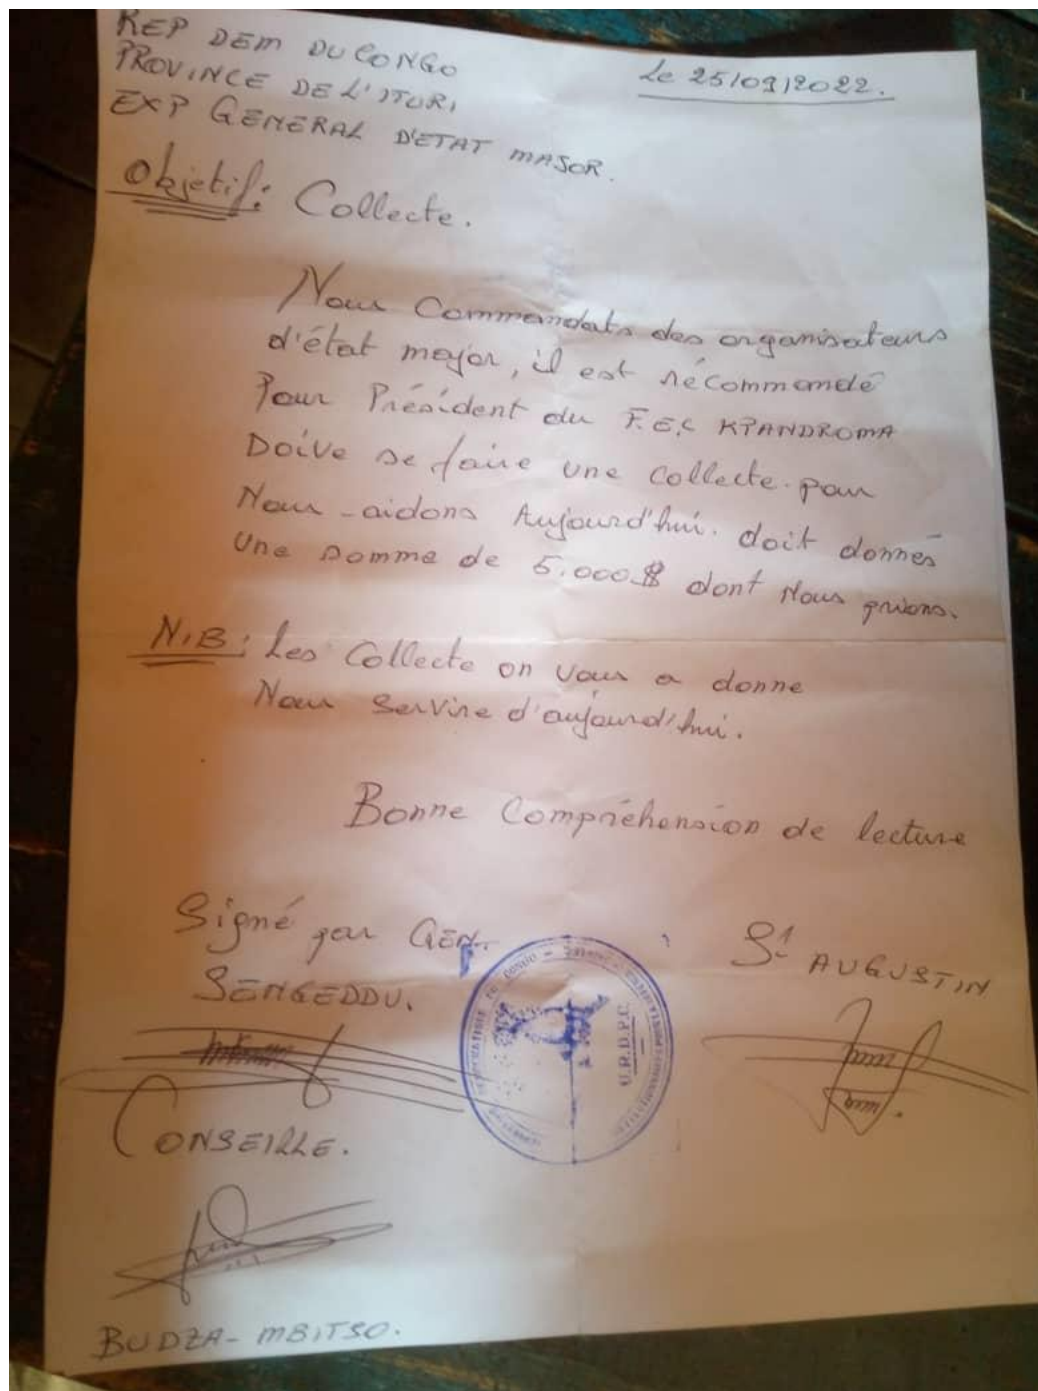 REP DEM DU CONGO
Le 25/09/2022.
PROVINCE DE L'ITURI
EXP GENERAL D'ETAT MAJOR.
Objetif: Collecte.
Nous Commandats des organisateurs
d'état major, il est récommandé
Pour Président du F.E.C KPANDROMA
Doive se faire une collecte pour
Nous-aidons Aujourd'hui. doit donnés
Une somme de 5.000 $ dont Nous prions.
N.B: Les Collecte on vous a donne
Nous Servire d'aujourd'hui.
Bonne Compréhension de lecture
Signé par GEN.
SENGEDDU.
St AUGUSTIN
U.R.D.P.C.
CONSEILLE.
BUDZA-MBITSO.